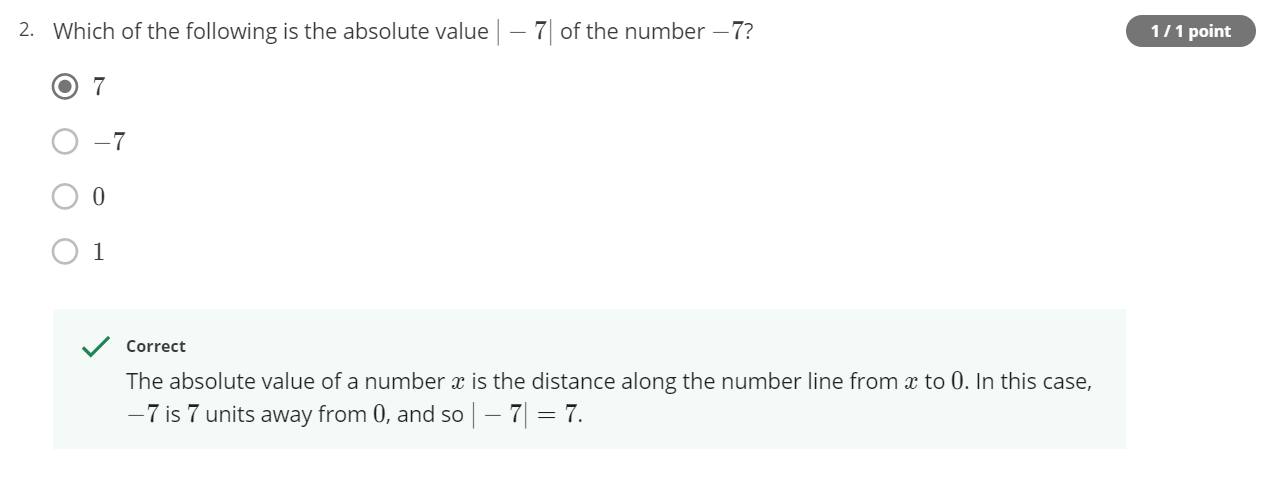 2. Which of the following is the absolute value | − 7| of the number −7?
1 / 1 point
7
−7
0
1
Correct
The absolute value of a number x is the distance along the number line from x to 0. In this case,
−7 is 7 units away from 0, and so | − 7| = 7.